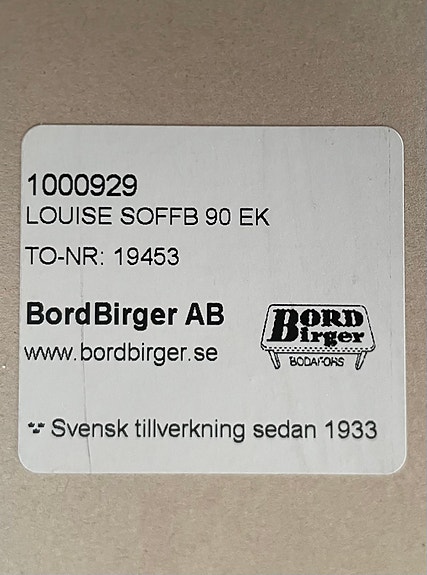 1000929
LOUISE SOFFB 90 EK
TO-NR: 19453
BordBirger AB
www.bordbirger.se
BORD
Birger
BODAFORS
Svensk tillverkning sedan 1933